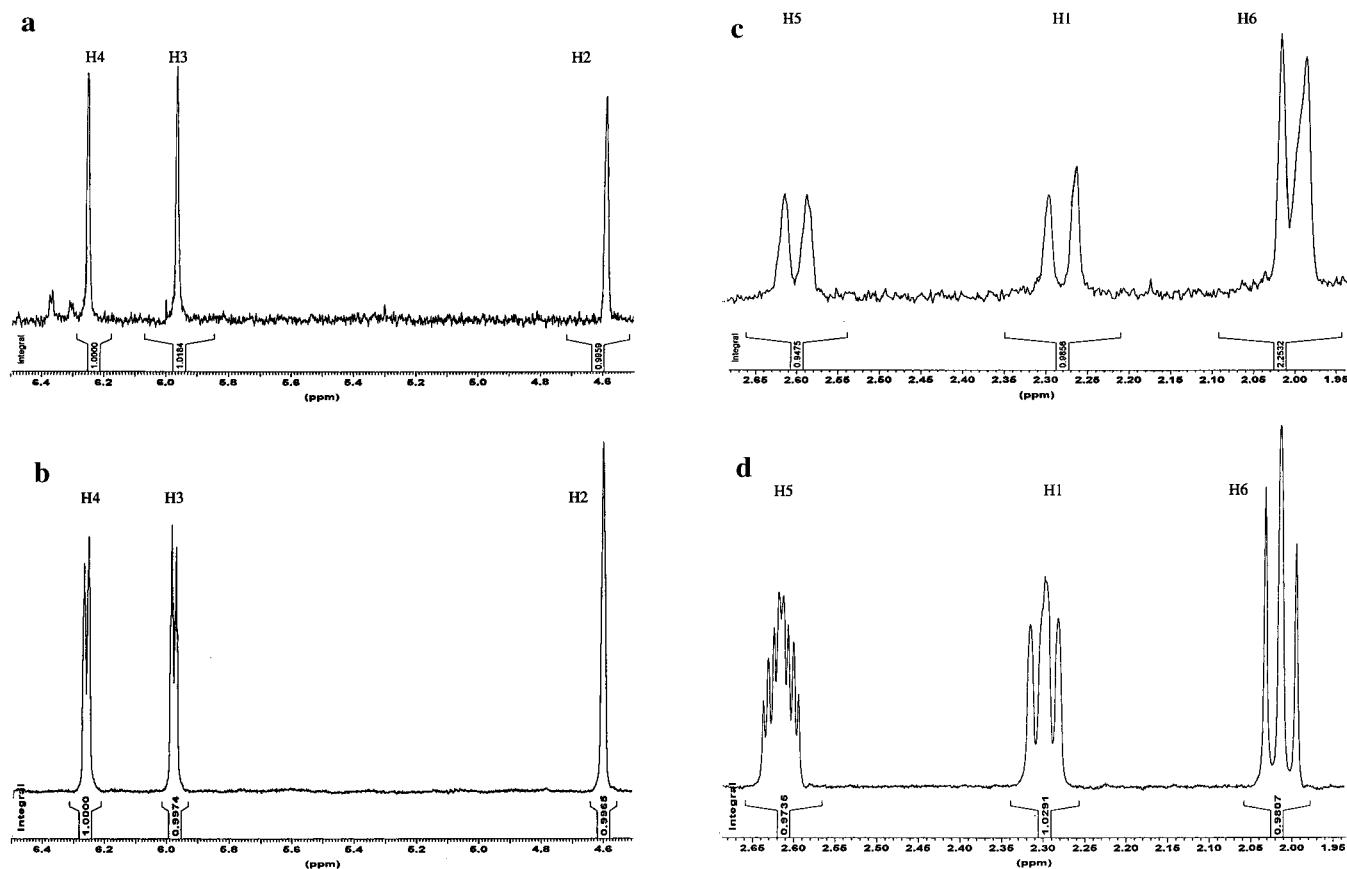 a
H4 H3 H2
Integral
1.0000 1.0184 0.9959
6.4 6.2 6.0 5.8 5.6 5.4 5.2 5.0 4.8 4.6
(ppm)
b
H4 H3 H2
Integral
1.0000 0.9974 0.9965
6.4 6.2 6.0 5.8 5.6 5.4 5.2 5.0 4.8 4.6
(ppm)
c
H5 H1 H6
Integral
0.9475 0.9856 2.2532
2.65 2.60 2.55 2.50 2.45 2.40 2.35 2.30 2.25 2.20 2.15 2.10 2.05 2.00 1.95
(ppm)
d
H5 H1 H6
Integral
0.9736 1.0291 0.9807
2.65 2.60 2.55 2.50 2.45 2.40 2.35 2.30 2.25 2.20 2.15 2.10 2.05 2.00 1.95
(ppm)